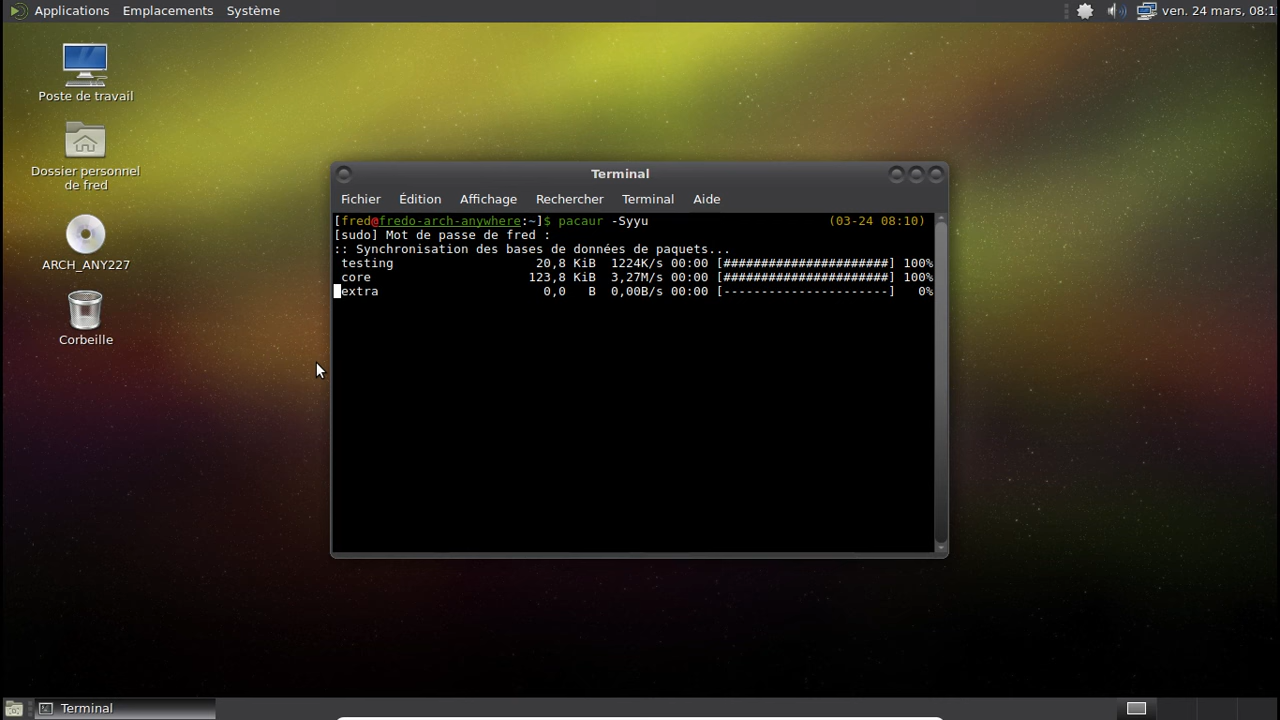 Applications Emplacements Système
ven. 24 mars, 08:1
Poste de travail
Dossier personnel
de fred
ARCH_ANY227
Corbeille
Terminal
Fichier Édition Affichage Rechercher Terminal Aide
[fred@fredo-arch-anywhere:~]$ pacaur -Syyu (03-24 08:10)
[sudo] Mot de passe de fred :
:: Synchronisation des bases de données de paquets...
testing 20,8 KiB 1224K/s 00:00 [######################] 100%
core 123,8 KiB 3,27M/s 00:00 [######################] 100%
extra 0,0 B 0,00B/s 00:00 [----------------------] 0%
Terminal